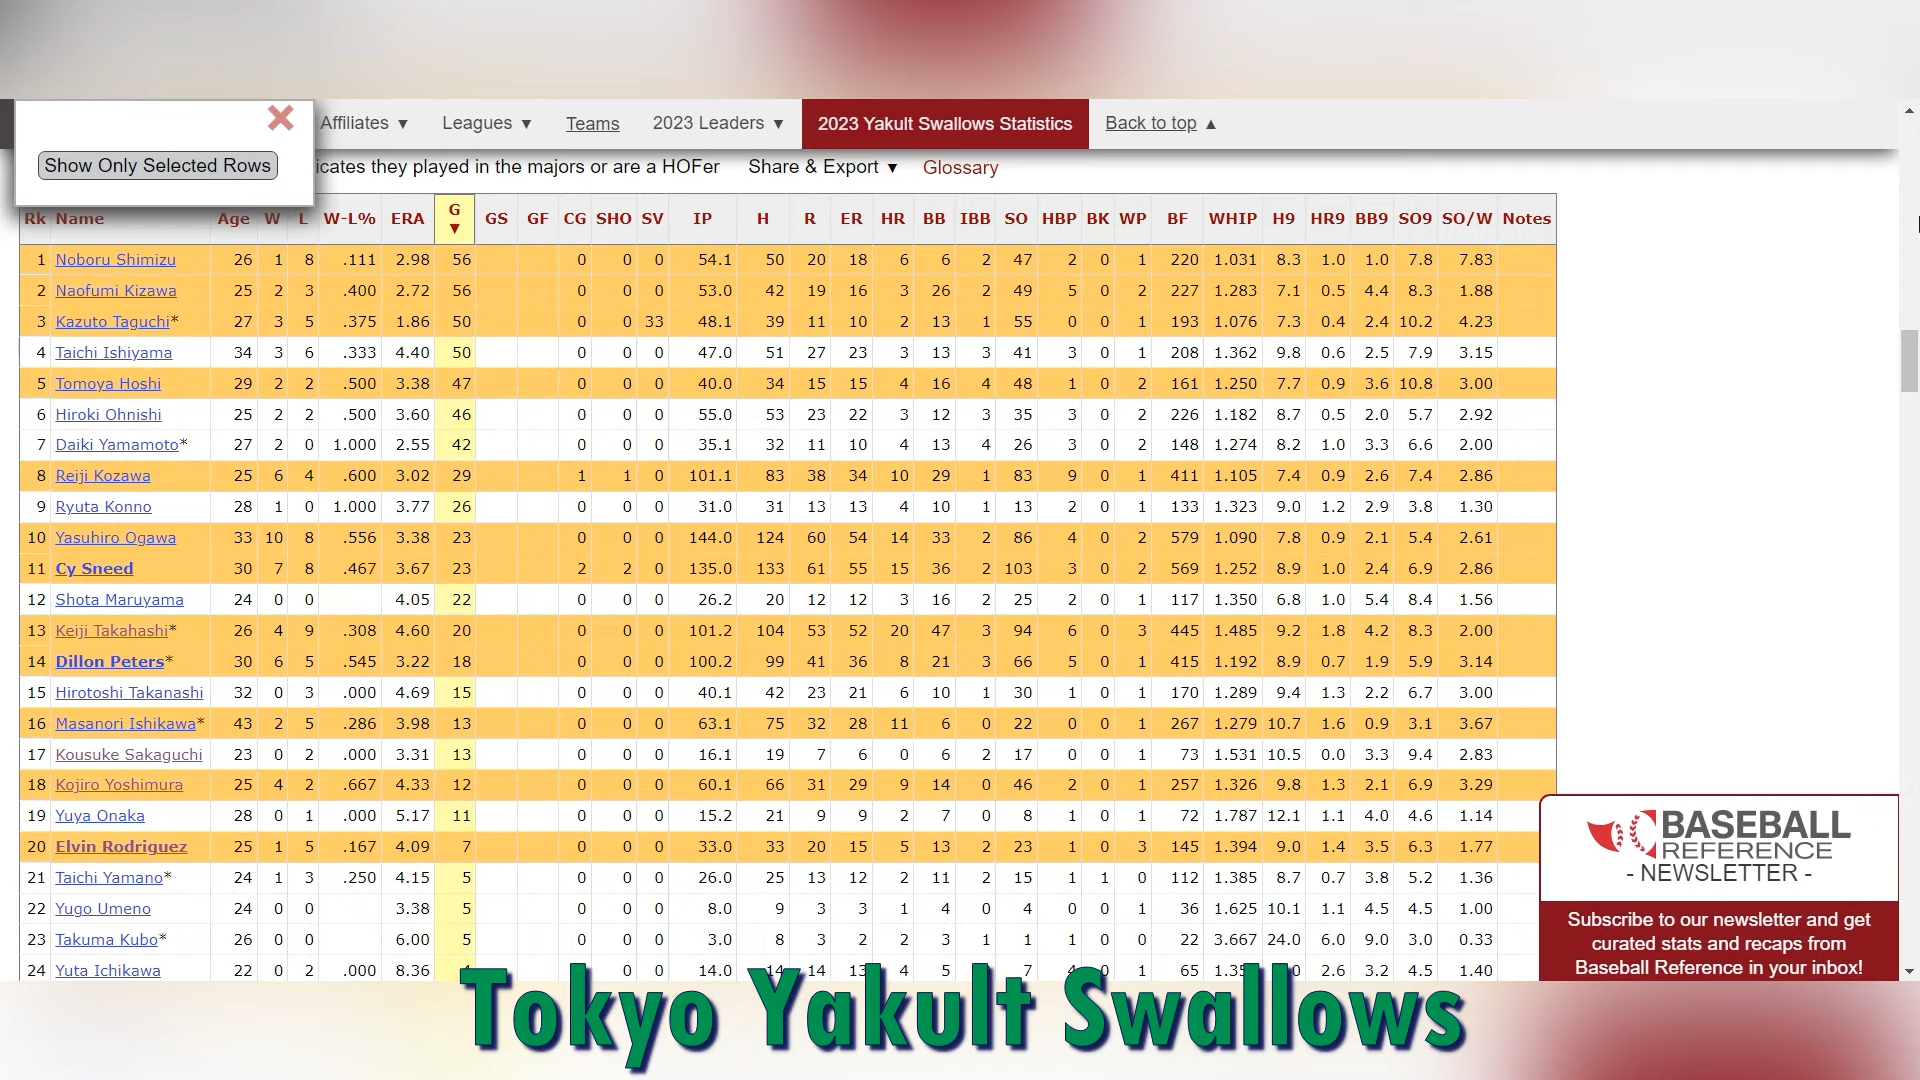 Affiliates ▼ Leagues ▼ Teams 2023 Leaders ▼ 2023 Yakult Swallows Statistics Back to top ▲
Show Only Selected Rows
icates they played in the majors or are a HOFer Share & Export ▼ Glossary
Rk Name Age W L W-L% ERA G ▼ GS GF CG SHO SV IP H R ER HR BB IBB SO HBP BK WP BF WHIP H9 HR9 BB9 SO9 SO/W Notes
1 Noboru Shimizu 26 1 8 .111 2.98 56 0 0 0 54.1 50 20 18 6 6 2 47 2 0 1 220 1.031 8.3 1.0 1.0 7.8 7.83
2 Naofumi Kizawa 25 2 3 .400 2.72 56 0 0 0 53.0 42 19 16 3 26 2 49 5 0 2 227 1.283 7.1 0.5 4.4 8.3 1.88
3 Kazuto Taguchi* 27 3 5 .375 1.86 50 0 0 33 48.1 39 11 10 2 13 1 55 0 0 1 193 1.076 7.3 0.4 2.4 10.2 4.23
4 Taichi Ishiyama 34 3 6 .333 4.40 50 0 0 0 47.0 51 27 23 3 13 3 41 3 0 1 208 1.362 9.8 0.6 2.5 7.9 3.15
5 Tomoya Hoshi 29 2 2 .500 3.38 47 0 0 0 40.0 34 15 15 4 16 4 48 1 0 2 161 1.250 7.7 0.9 3.6 10.8 3.00
6 Hiroki Ohnishi 25 2 2 .500 3.60 46 0 0 0 55.0 53 23 22 3 12 3 35 3 0 2 226 1.182 8.7 0.5 2.0 5.7 2.92
7 Daiki Yamamoto* 27 2 0 1.000 2.55 42 0 0 0 35.1 32 11 10 4 13 4 26 3 0 2 148 1.274 8.2 1.0 3.3 6.6 2.00
8 Reiji Kozawa 25 6 4 .600 3.02 29 1 1 0 101.1 83 38 34 10 29 1 83 9 0 1 411 1.105 7.4 0.9 2.6 7.4 2.86
9 Ryuta Konno 28 1 0 1.000 3.77 26 0 0 0 31.0 31 13 13 4 10 1 13 2 0 1 133 1.323 9.0 1.2 2.9 3.8 1.30
10 Yasuhiro Ogawa 33 10 8 .556 3.38 23 0 0 0 144.0 124 60 54 14 33 2 86 4 0 2 579 1.090 7.8 0.9 2.1 5.4 2.61
11 Cy Sneed 30 7 8 .467 3.67 23 2 2 0 135.0 133 61 55 15 36 2 103 3 0 2 569 1.252 8.9 1.0 2.4 6.9 2.86
12 Shota Maruyama 24 0 0 4.05 22 0 0 0 26.2 20 12 12 3 16 2 25 2 0 1 117 1.350 6.8 1.0 5.4 8.4 1.56
13 Keiji Takahashi* 26 4 9 .308 4.60 20 0 0 0 101.2 104 53 52 20 47 3 94 6 0 3 445 1.485 9.2 1.8 4.2 8.3 2.00
14 Dillon Peters* 30 6 5 .545 3.22 18 0 0 0 100.2 99 41 36 8 21 3 66 5 0 1 415 1.192 8.9 0.7 1.9 5.9 3.14
15 Hirotoshi Takanashi 32 0 3 .000 4.69 15 0 0 0 40.1 42 23 21 6 10 1 30 1 0 1 170 1.289 9.4 1.3 2.2 6.7 3.00
16 Masanori Ishikawa* 43 2 5 .286 3.98 13 0 0 0 63.1 75 32 28 11 6 0 22 0 0 1 267 1.279 10.7 1.6 0.9 3.1 3.67
17 Kousuke Sakaguchi 23 0 2 .000 3.31 13 0 0 0 16.1 19 7 6 0 6 2 17 0 0 1 73 1.531 10.5 0.0 3.3 9.4 2.83
18 Kojiro Yoshimura 25 4 2 .667 4.33 12 0 0 0 60.1 66 31 29 9 14 0 46 2 0 1 257 1.326 9.8 1.3 2.1 6.9 3.29
19 Yuya Onaka 28 0 1 .000 5.17 11 0 0 0 15.2 21 9 9 2 7 0 8 1 0 1 72 1.787 12.1 1.1 4.0 4.6 1.14
20 Elvin Rodriguez 25 1 5 .167 4.09 7 0 0 0 33.0 33 20 15 5 13 2 23 1 0 3 145 1.394 9.0 1.4 3.5 6.3 1.77
21 Taichi Yamano* 24 1 3 .250 4.15 5 0 0 0 26.0 25 13 12 2 11 2 15 1 1 0 112 1.385 8.7 0.7 3.8 5.2 1.36
22 Yugo Umeno 24 0 0 3.38 5 0 0 0 8.0 9 3 3 1 4 0 4 0 0 1 36 1.625 10.1 1.1 4.5 4.5 1.00
23 Takuma Kubo* 26 0 0 6.00 5 0 0 0 3.0 8 3 2 2 3 1 1 1 0 0 22 3.667 24.0 6.0 9.0 3.0 0.33
24 Yuta Ichikawa 22 0 2 .000 8.36 0 0 14.0 14 14 13 4 5 7 4 0 1 65 2.6 3.2 4.5 1.40
BASEBALL
REFERENCE
- NEWSLETTER -
Subscribe to our newsletter and get
curated stats and recaps from
Baseball Reference in your inbox!
Tokyo Yakult Swallows